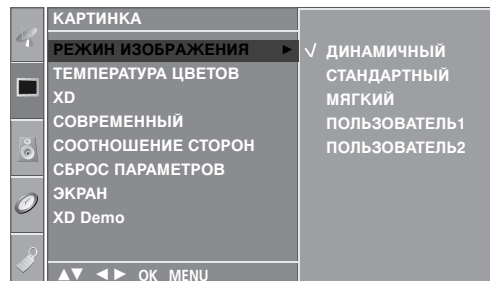 КАРТИНКА
РЕЖИН ИЗОБРАЖЕНИЯ ►
ТЕМПЕРАТУРА ЦВЕТОВ
XD
СОВРЕМЕННЫЙ
СООТНОШЕНИЕ СТОРОН
СБРОС ПАРАМЕТРОВ
ЭКРАН
XD Demo
√ ДИНАМИЧНЫЙ
СТАНДАРТНЫЙ
МЯГКИЙ
ПОЛЬЗОВАТЕЛЬ1
ПОЛЬЗОВАТЕЛЬ2
▲▼ ◄► OK MENU